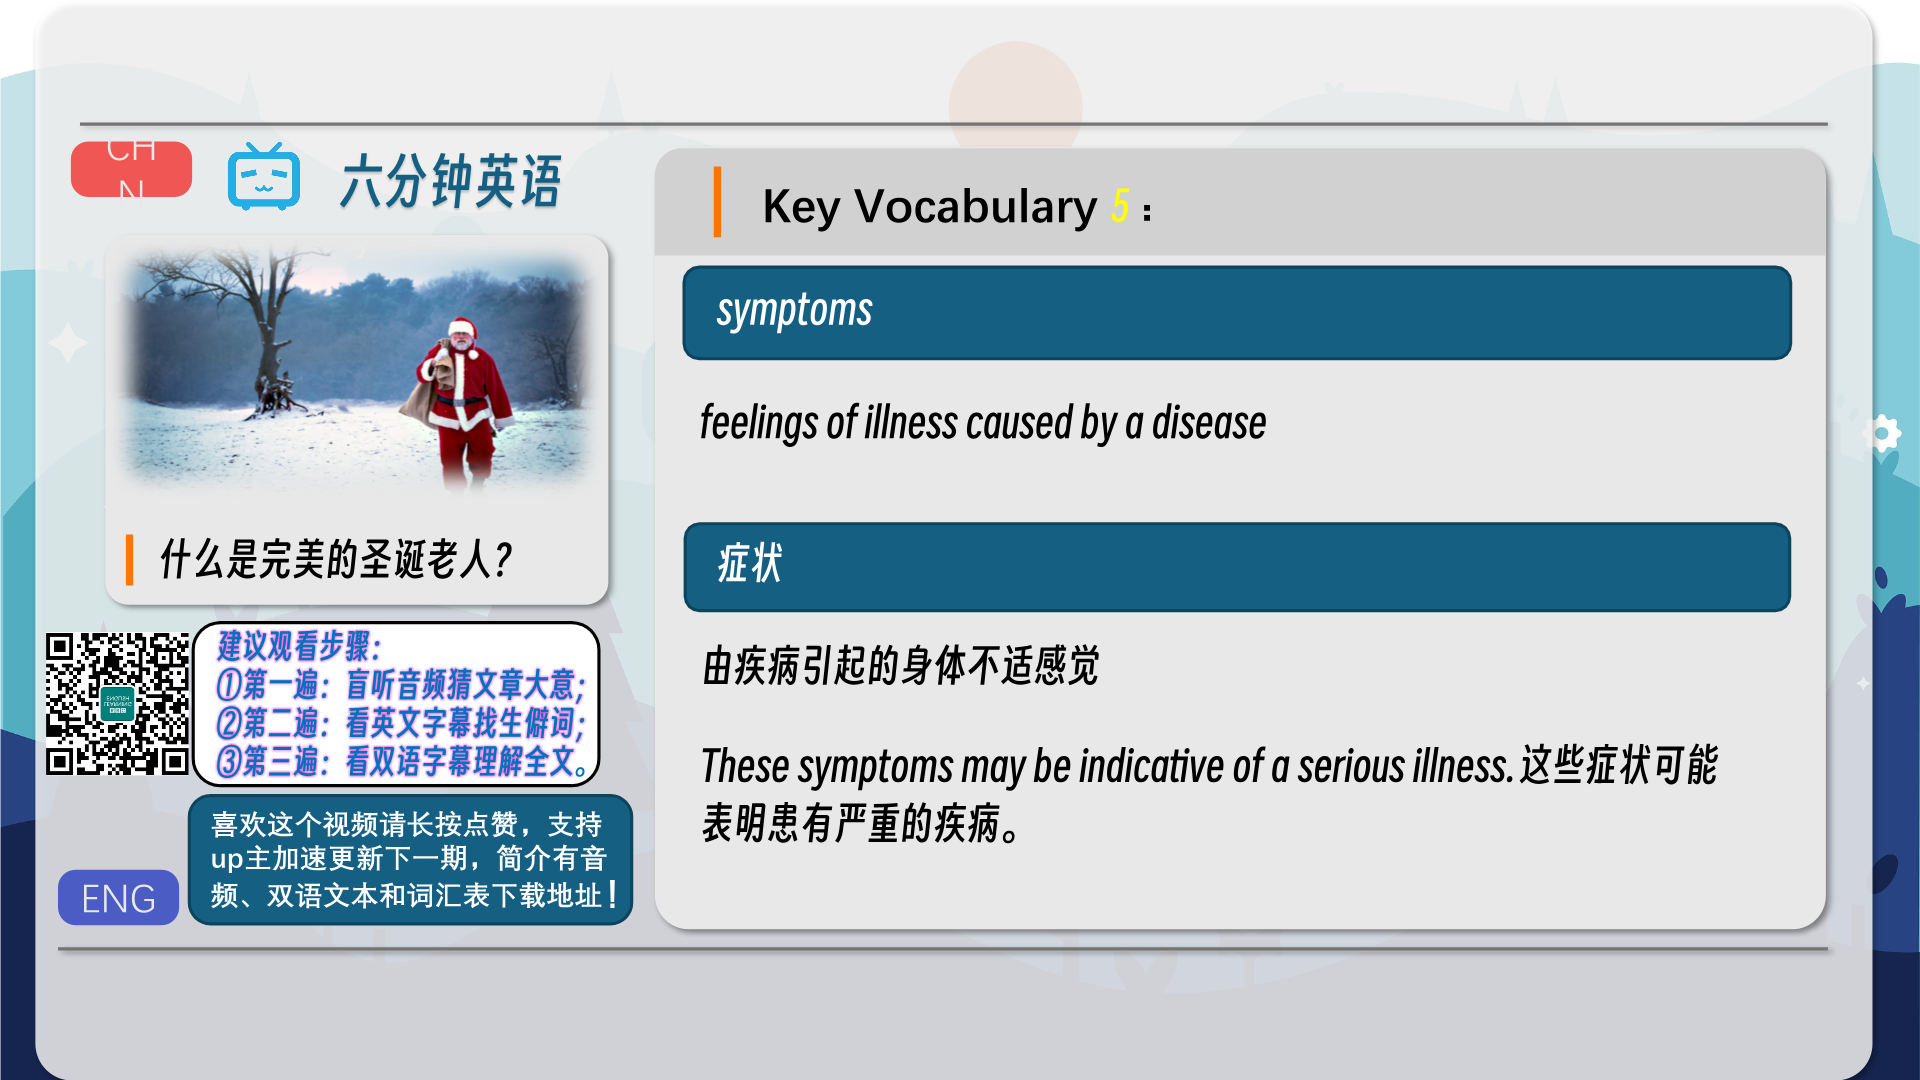 CH
N
六分钟英语
什么是完美的圣诞老人?
建议观看步骤:
①第一遍:盲听音频猜文章大意;
②第二遍:看英文字幕找生僻词;
③第三遍:看双语字幕理解全文。
喜欢这个视频请长按点赞，支持
up主加速更新下一期，简介有音
频、双语文本和词汇表下载地址！
ENG
Key Vocabulary 5：
symptoms
feelings of illness caused by a disease
症状
由疾病引起的身体不适感觉
These symptoms may be indicative of a serious illness. 这些症状可能
表明患有严重的疾病。